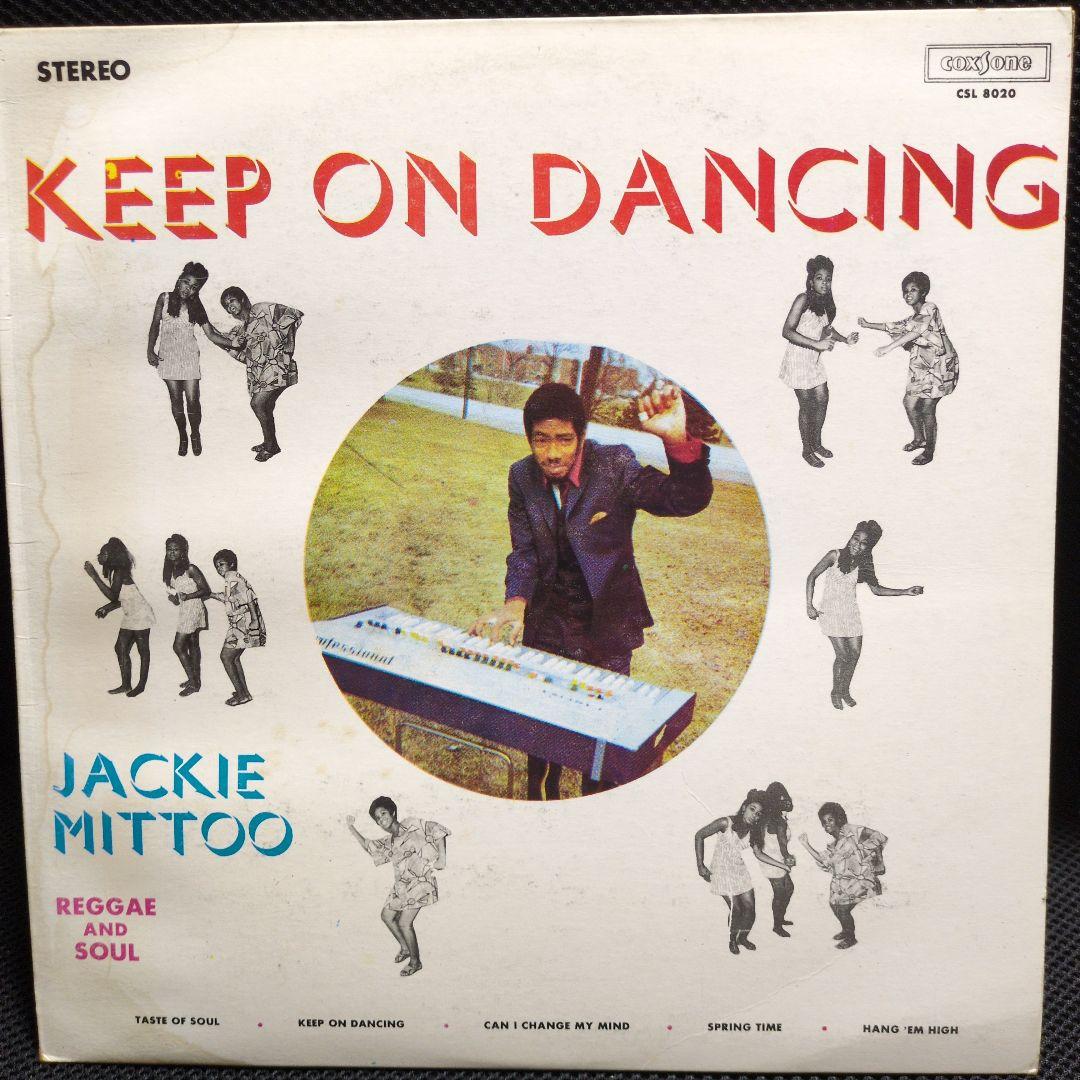 STEREO
coxsone
CSL 8020
KEEP ON DANCING
ofessional
JACKIE
MITTOO
REGGAE
AND
SOUL
TASTE OF SOUL • KEEP ON DANCING • CAN I CHANGE MY MIND • SPRING TIME • HANG 'EM HIGH